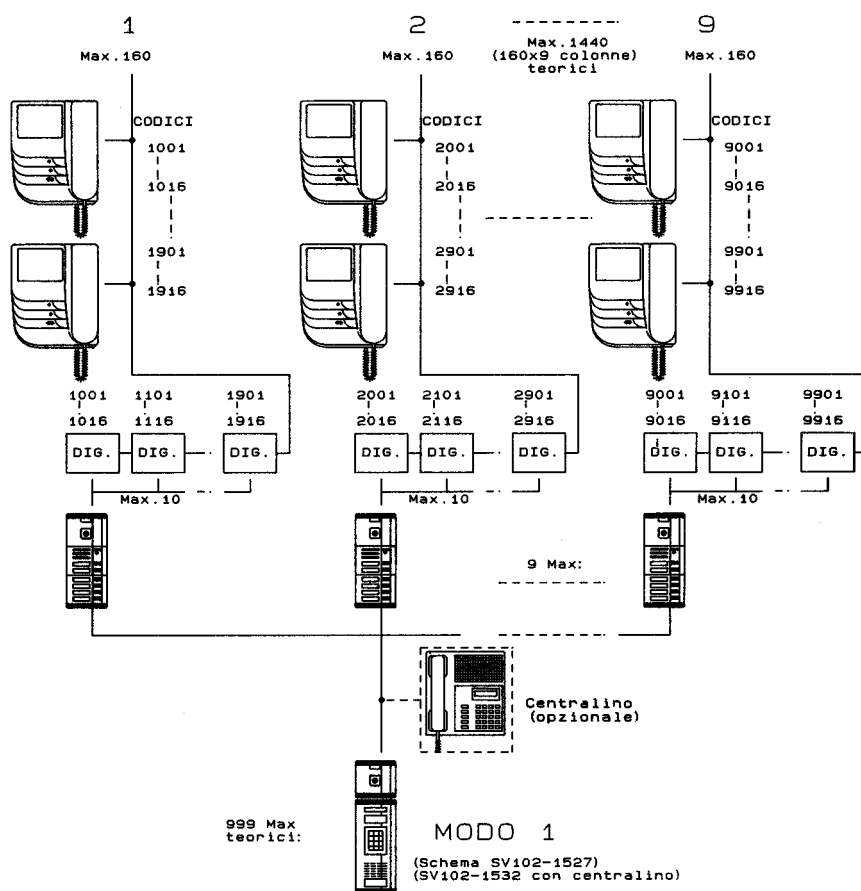 1 2 9
Max.160 Max.160 Max.1440 Max.160
(160x9 colonne)
teorici
CODICI CODICI CODICI
1001 2001 9001
1016 2016 9016
1901 2901 9901
1916 2916 9916
1001 1101 1901 2001 2101 2901 9001 9101 9901
1016 1116 1916 2016 2116 2916 9016 9116 9916
DIG. DIG. DIG. DIG. DIG. DIG. DIG. DIG. DIG.
Max.10 Max.10 Max.10
9 Max:
Centralino
(opzionale)
999 Max
teorici:
MODO 1
(Schema SV102-1527)
(SV102-1532 con centralino)